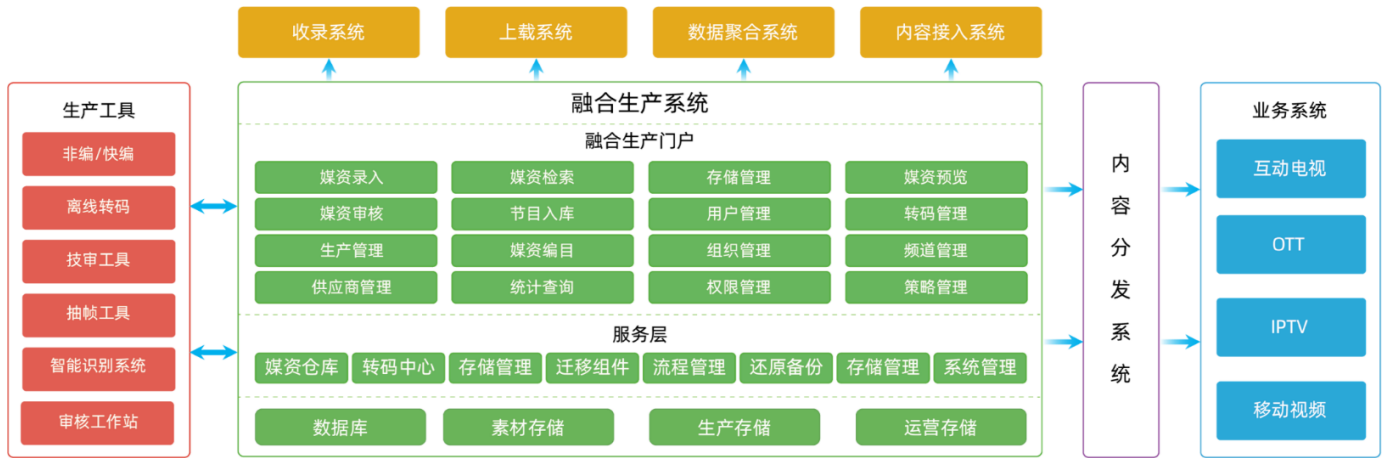 收录系统
上载系统
数据聚合系统
内容接入系统
生产工具
非编/快编
离线转码
技审工具
抽帧工具
智能识别系统
审核工作站
融合生产系统
融合生产门户
媒资录入
媒资检索
存储管理
媒资预览
媒资审核
节目入库
用户管理
转码管理
生产管理
媒资编目
组织管理
频道管理
供应商管理
统计查询
权限管理
策略管理
服务层
媒资仓库
转码中心
存储管理
迁移组件
流程管理
还原备份
存储管理
系统管理
数据库
素材存储
生产存储
运营存储
内容分发系统
业务系统
互动电视
OTT
IPTV
移动视频